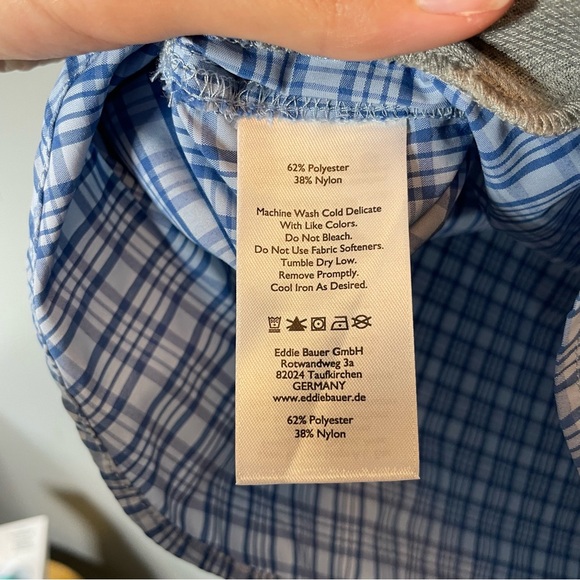 62% Polyester
38% Nylon
Machine Wash Cold Delicate
With Like Colors.
Do Not Bleach.
Do Not Use Fabric Softeners.
Tumble Dry Low.
Remove Promptly.
Cool Iron As Desired.
Eddie Bauer GmbH
Rotwandweg 3a
82024 Taufkirchen
GERMANY
www.eddiebauer.de
62% Polyester
38% Nylon